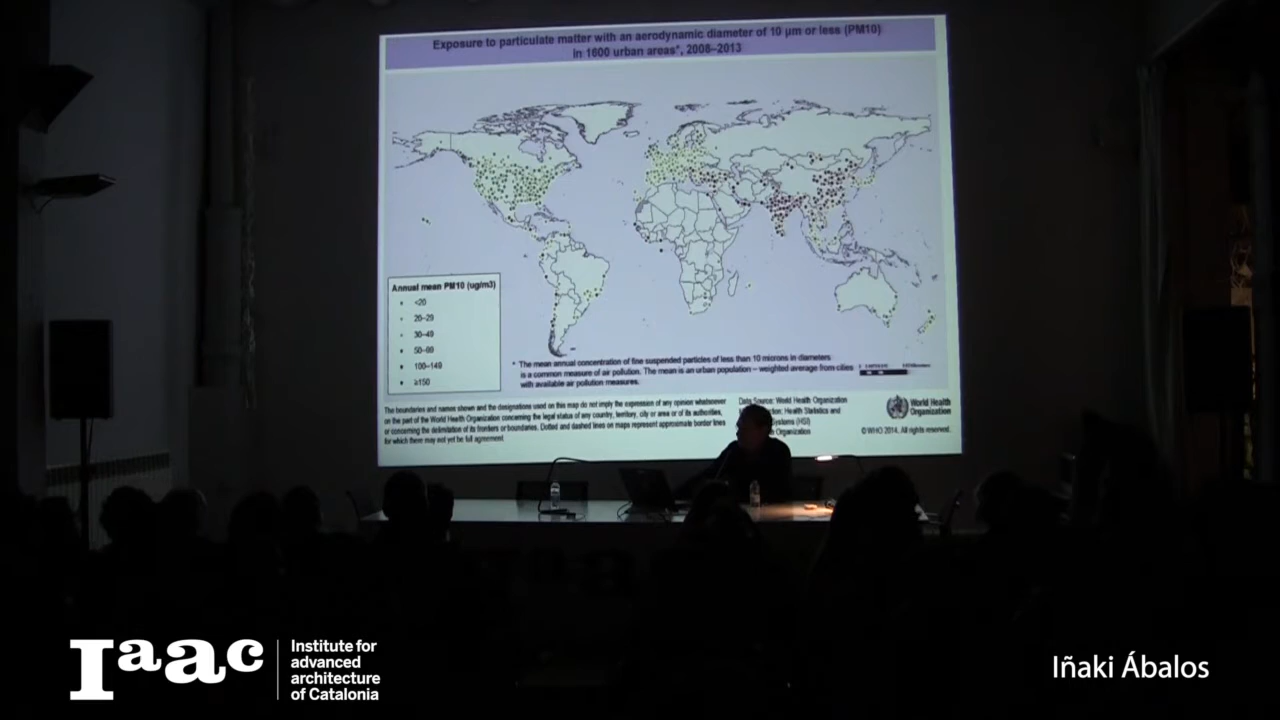 Exposure to particulate matter with an aerodynamic diameter of 10 µm or less (PM10)
in 1600 urban areas*, 2008–2013
Annual mean PM10 (ug/m3)
<20
20–29
30–49
50–99
100–149
≥150
* The mean annual concentration of fine suspended particles of less than 10 microns in diameters
is a common measure of air pollution. The mean is an urban population – weighted average from cities
with available air pollution measures.
The boundaries and names shown and the designations used on this map do not imply the expression of any opinion whatsoever
on the part of the World Health Organization concerning the legal status of any country, territory, city or area or of its authorities,
or concerning the delimitation of its frontiers or boundaries. Dotted and dashed lines on maps represent approximate border lines
for which there may not yet be full agreement.
Data Source: World Health Organization
Health Statistics and
Systems (HSI)
Organization
World Health
Organization
© WHO 2014. All rights reserved.
Iaac
Institute for
advanced
architecture
of Catalonia
Iñaki Ábalos